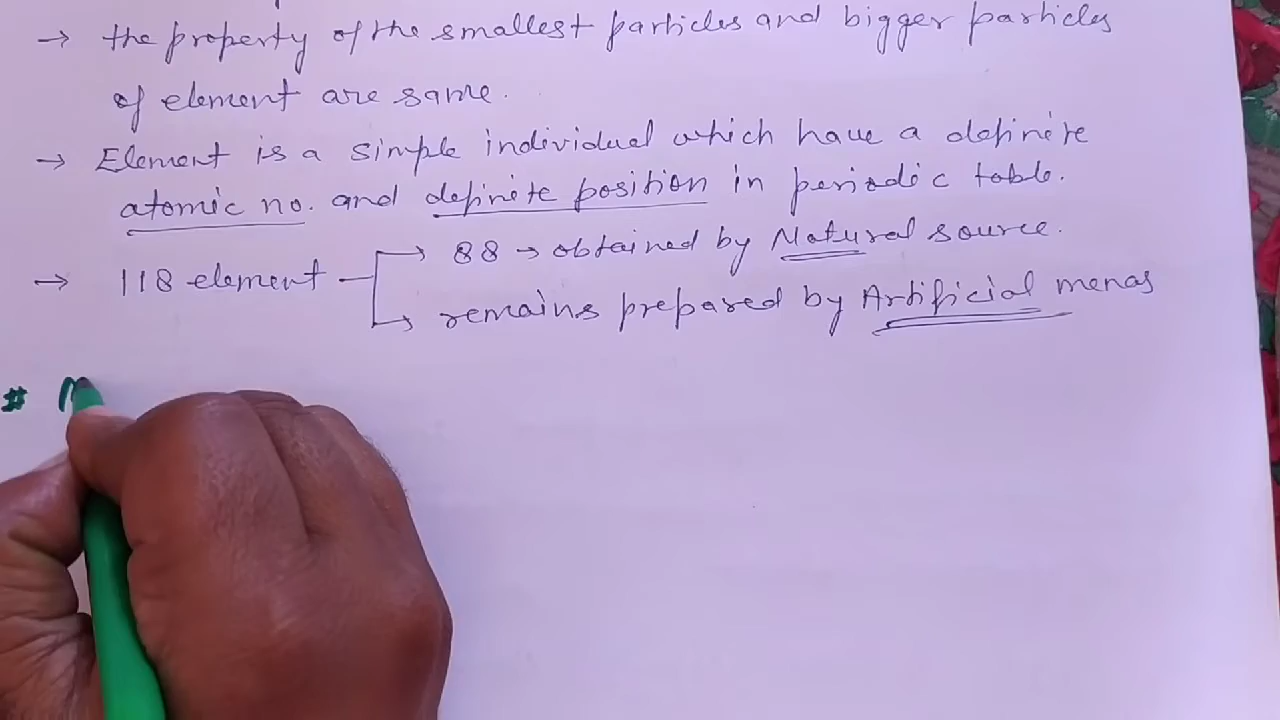 → the property of the smallest particles and bigger particles
of element are same.
→ Element is a simple individual which have a definite
atomic no. and definite position in periodic table.
→ 118 element → 88 → obtained by Natural source.
→ remains prepared by Artificial menas
#